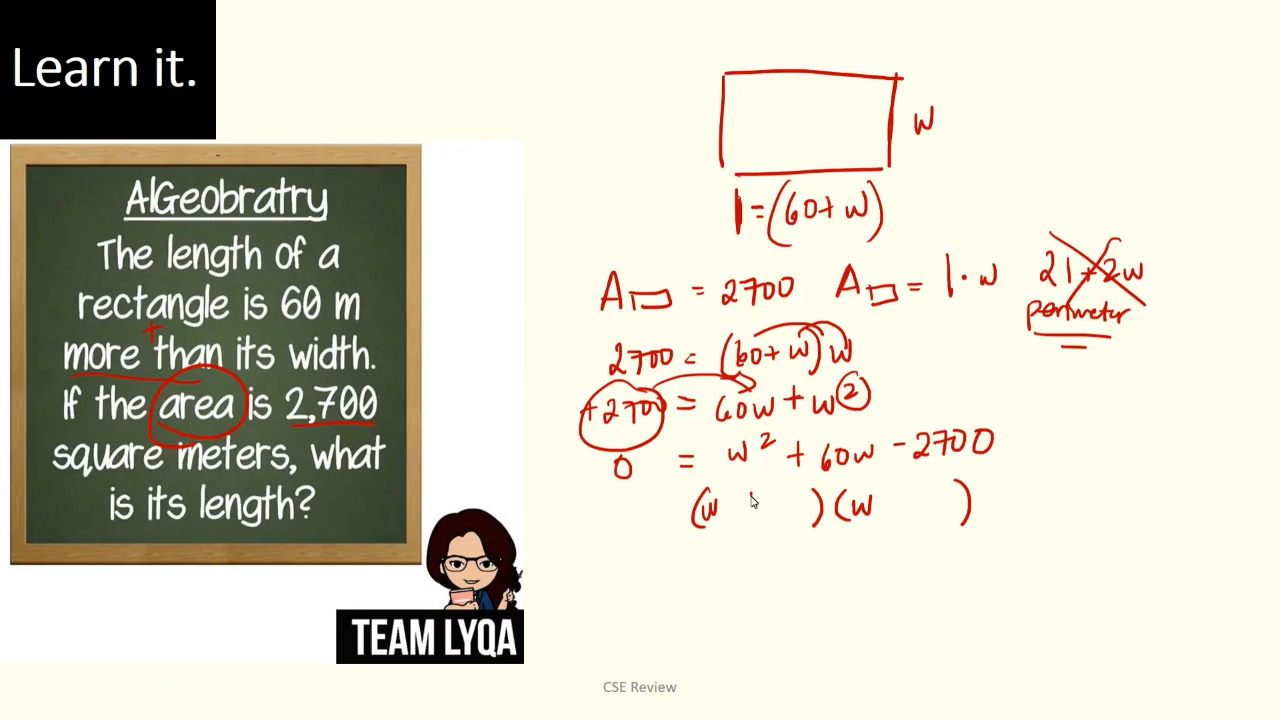 Learn it.
AlGeobratry
The length of a
rectangle is 60 m
+
more than its width.
If the area is 2,700
square meters, what
is its length?
TEAM LYQA
w
l = (60 + w)
A▭ = 2700 A▭ = l · w 2l + 2w
perimeter
2700 = (60 + w) w
+2700 = 60w + w²
0 = w² + 60w - 2700
(w )(w )
CSE Review